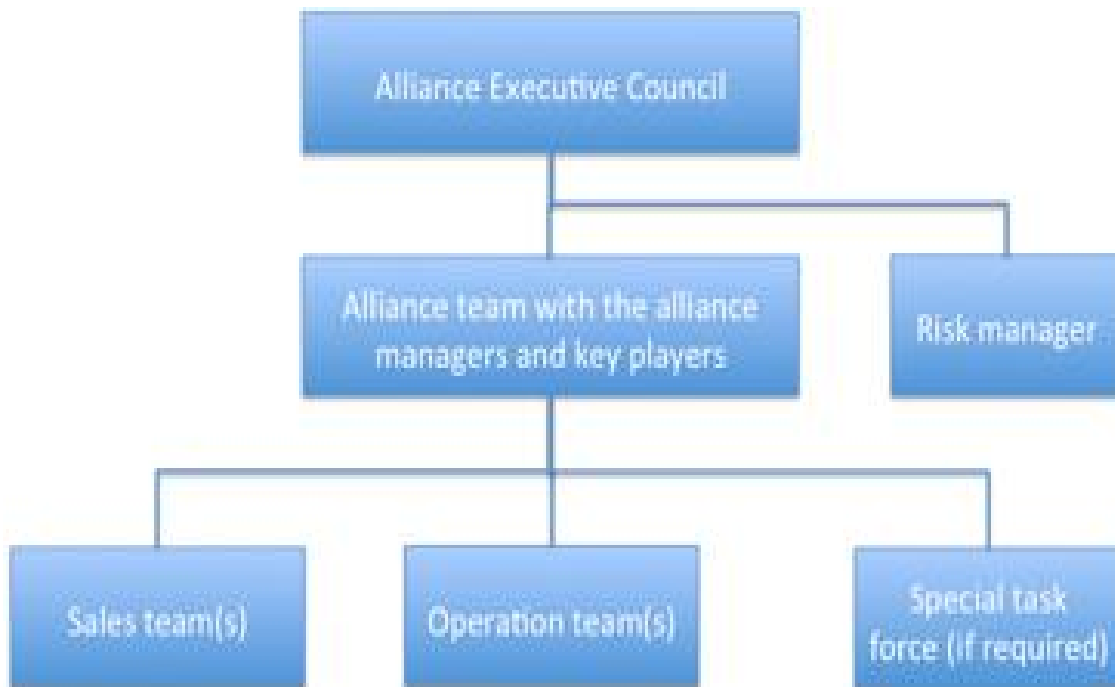 Alliance Executive Council
Alliance team with the alliance
managers and key players
Risk manager
Sales team(s)
Operation team(s)
Special task
force (if required)